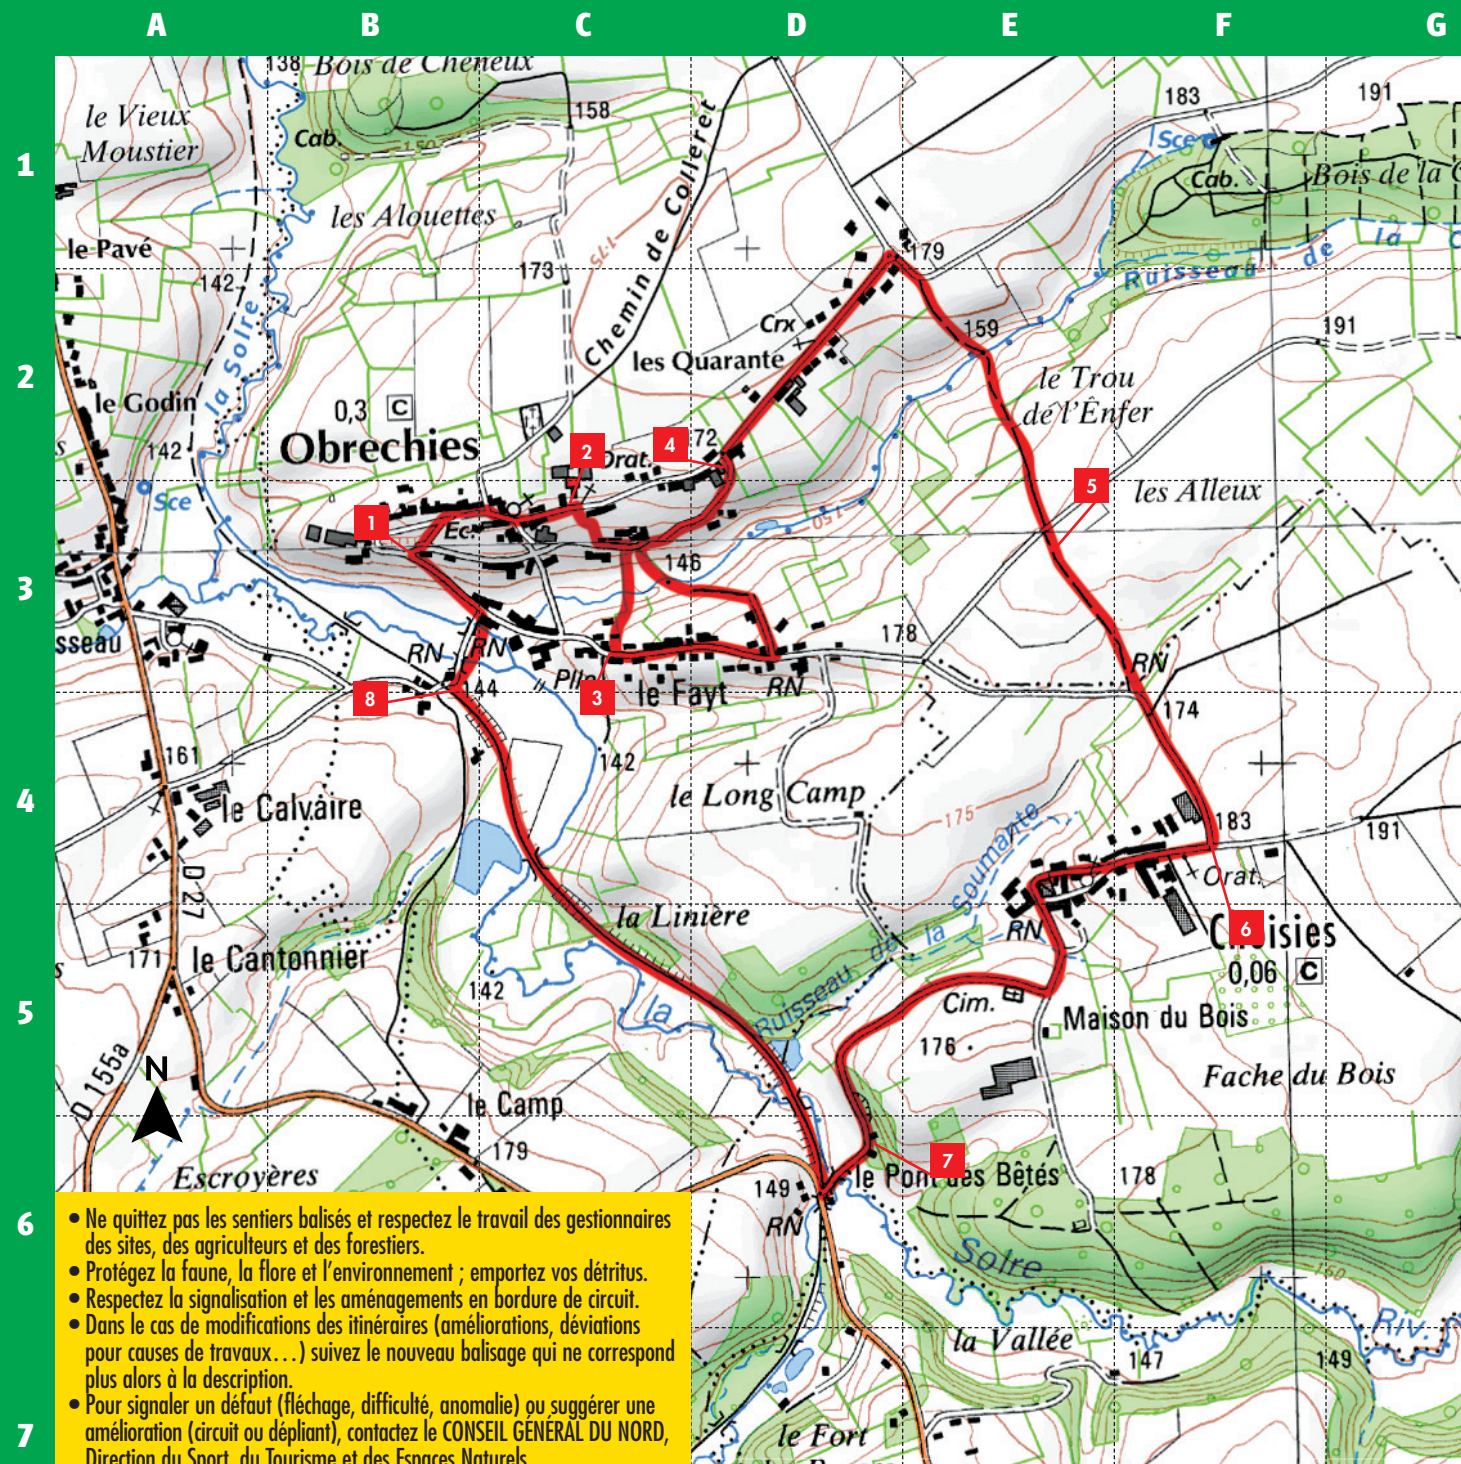 A B C D E F G
1
2
3
4
5
6
7
138
Bois de Cheneux
158
183
191
le Vieux
Moustier
Cab.
150
Chemin de Colleret
Sce
Cab.
Bois de la C
les Alouettes
le Pavé
142
173
175
179
Ruisseau de la C
175
la Solre
Crx
159
191
les Quarante
le Trou
de l'Énfer
le Godin
0,3 C
Obrechies
142
72
2
Orat.
4
5
les Alleux
Sce
1
Ec.
150
146
178
sseau
RN
RN
RN
8
144
Pll
3
le Fayt
RN
174
161
142
le Calvaire
le Long Camp
175
183
191
Soumante
Orat.
D 27
la Linière
RN
6
Choisies
0,06 C
171
le Cantonnier
142
la
Ruisseau de la
Cim.
Maison du Bois
176
Fache du Bois
D 155a
N
le Camp
179
7
le Pont des Bêtés
178
Escroyères
149
RN
Solre
150
Riv.
la Vallée
147
149
le Fort
• Ne quittez pas les sentiers balisés et respectez le travail des gestionnaires
des sites, des agriculteurs et des forestiers.
• Protégez la faune, la flore et l'environnement ; emportez vos détritus.
• Respectez la signalisation et les aménagements en bordure de circuit.
• Dans le cas de modifications des itinéraires (améliorations, déviations
pour causes de travaux…) suivez le nouveau balisage qui ne correspond
plus alors à la description.
• Pour signaler un défaut (fléchage, difficulté, anomalie) ou suggérer une
amélioration (circuit ou dépliant), contactez le CONSEIL GÉNÉRAL DU NORD,
Direction du Sport, du Tourisme et des Espaces Naturels